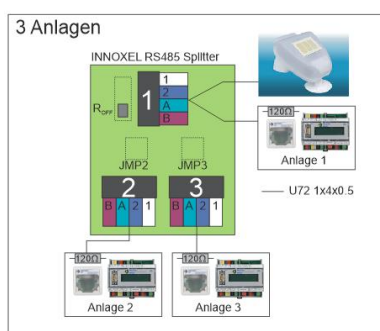 3 Anlagen
INNOXEL RS485 Splitter
ROFF
1
1
2
A
B
120Ω
Anlage 1
JMP2
JMP3
U72 1x4x0.5
2
3
B A 2 1
B A 2 1
120Ω
120Ω
Anlage 2
Anlage 3